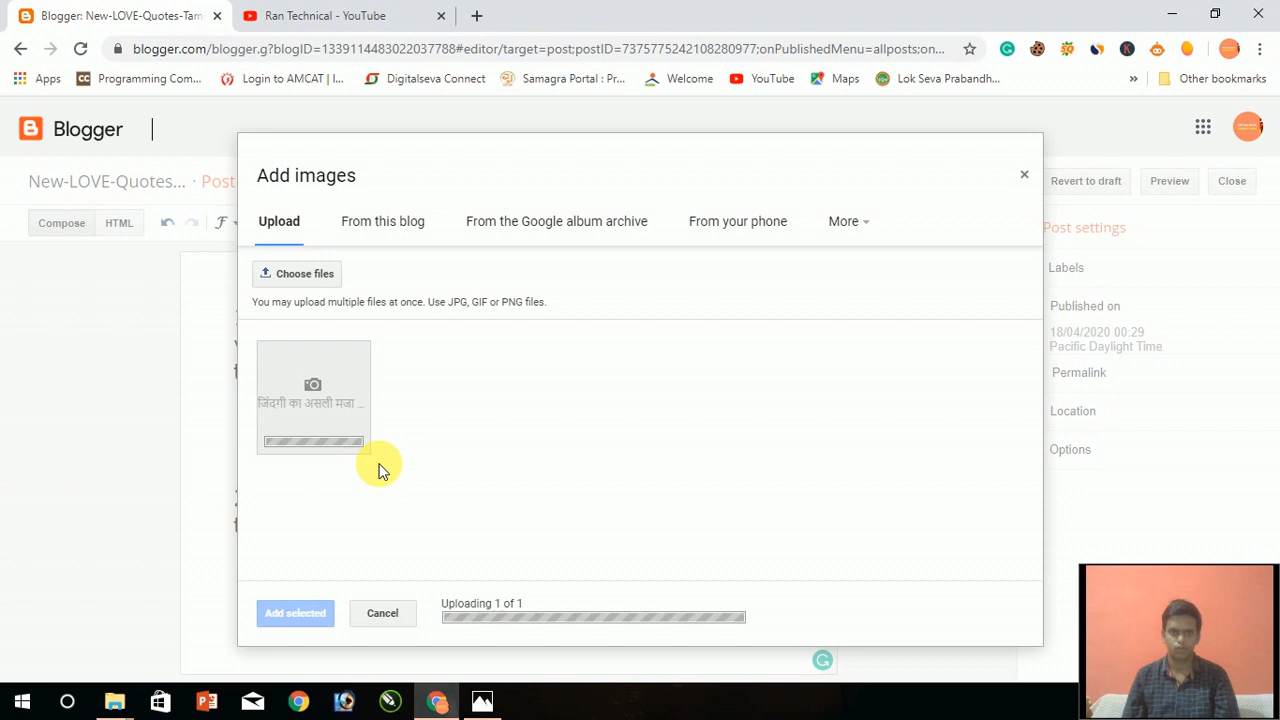 Blogger: New-LOVE-Quotes-Tam
Ran Technical - YouTube
blogger.com/blogger.g?blogID=1339114483022037788#editor/target=post;postID=7375775242108280977;onPublishedMenu=allposts;on...
Apps
Programming Com...
Login to AMCAT | I...
Digitalseva Connect
Samagra Portal : Pr...
Welcome
YouTube
Maps
Lok Seva Prabandh...
»
Other bookmarks
Blogger
New-LOVE-Quotes... · Post
Revert to draft
Preview
Close
Compose
HTML
Add images
×
Upload
From this blog
From the Google album archive
From your phone
More
Choose files
You may upload multiple files at once. Use JPG, GIF or PNG files.
जिंदगी का असली मजा ...
Add selected
Cancel
Uploading 1 of 1
Post settings
Labels
Published on
18/04/2020 00:29
Pacific Daylight Time
Permalink
Location
Options